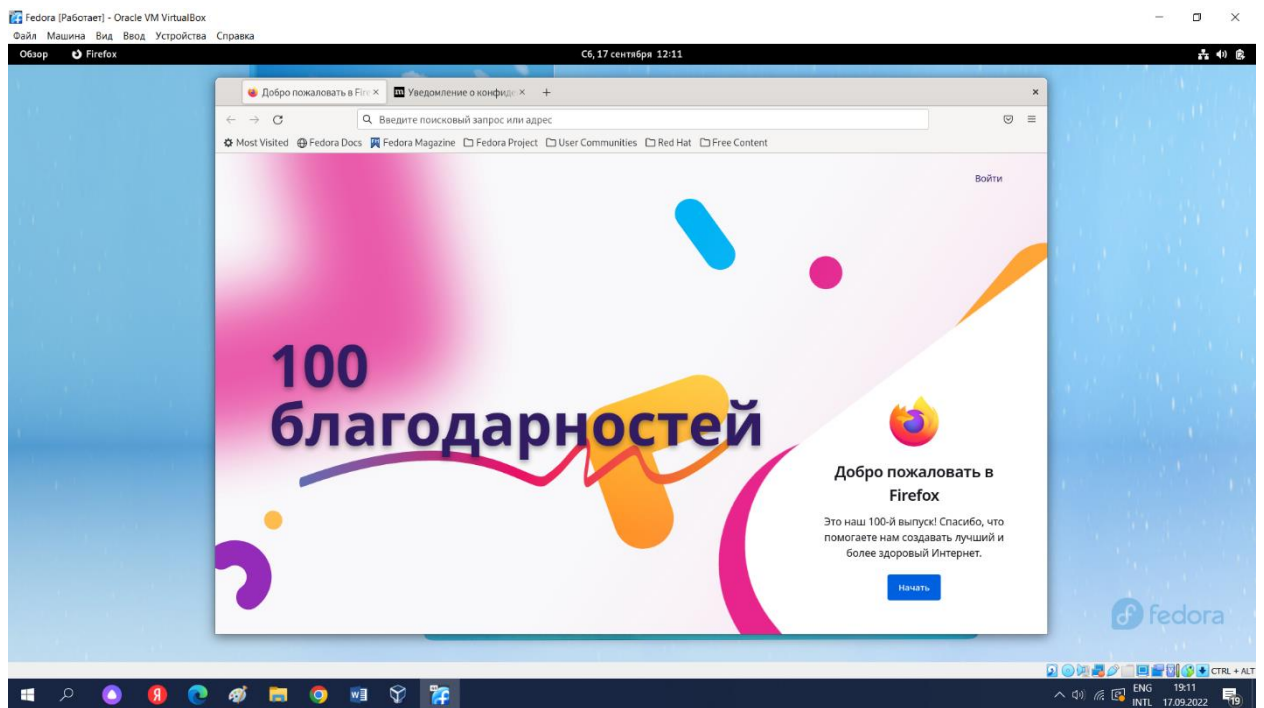 Fedora [Работает] - Oracle VM VirtualBox
Файл Машина Вид Ввод Устройства Справка
Обзор Firefox Сб, 17 сентября 12:11
Добро пожаловать в Fire Уведомление о конфиде
Введите поисковый запрос или адрес
Most Visited Fedora Docs Fedora Magazine Fedora Project User Communities Red Hat Free Content
Войти
100
благодарностей
Добро пожаловать в
Firefox
Это наш 100-й выпуск! Спасибо, что
помогаете нам создавать лучший и
более здоровый Интернет.
Начать
fedora
CTRL + ALT
ENG 19:11
INTL 17.09.2022 19